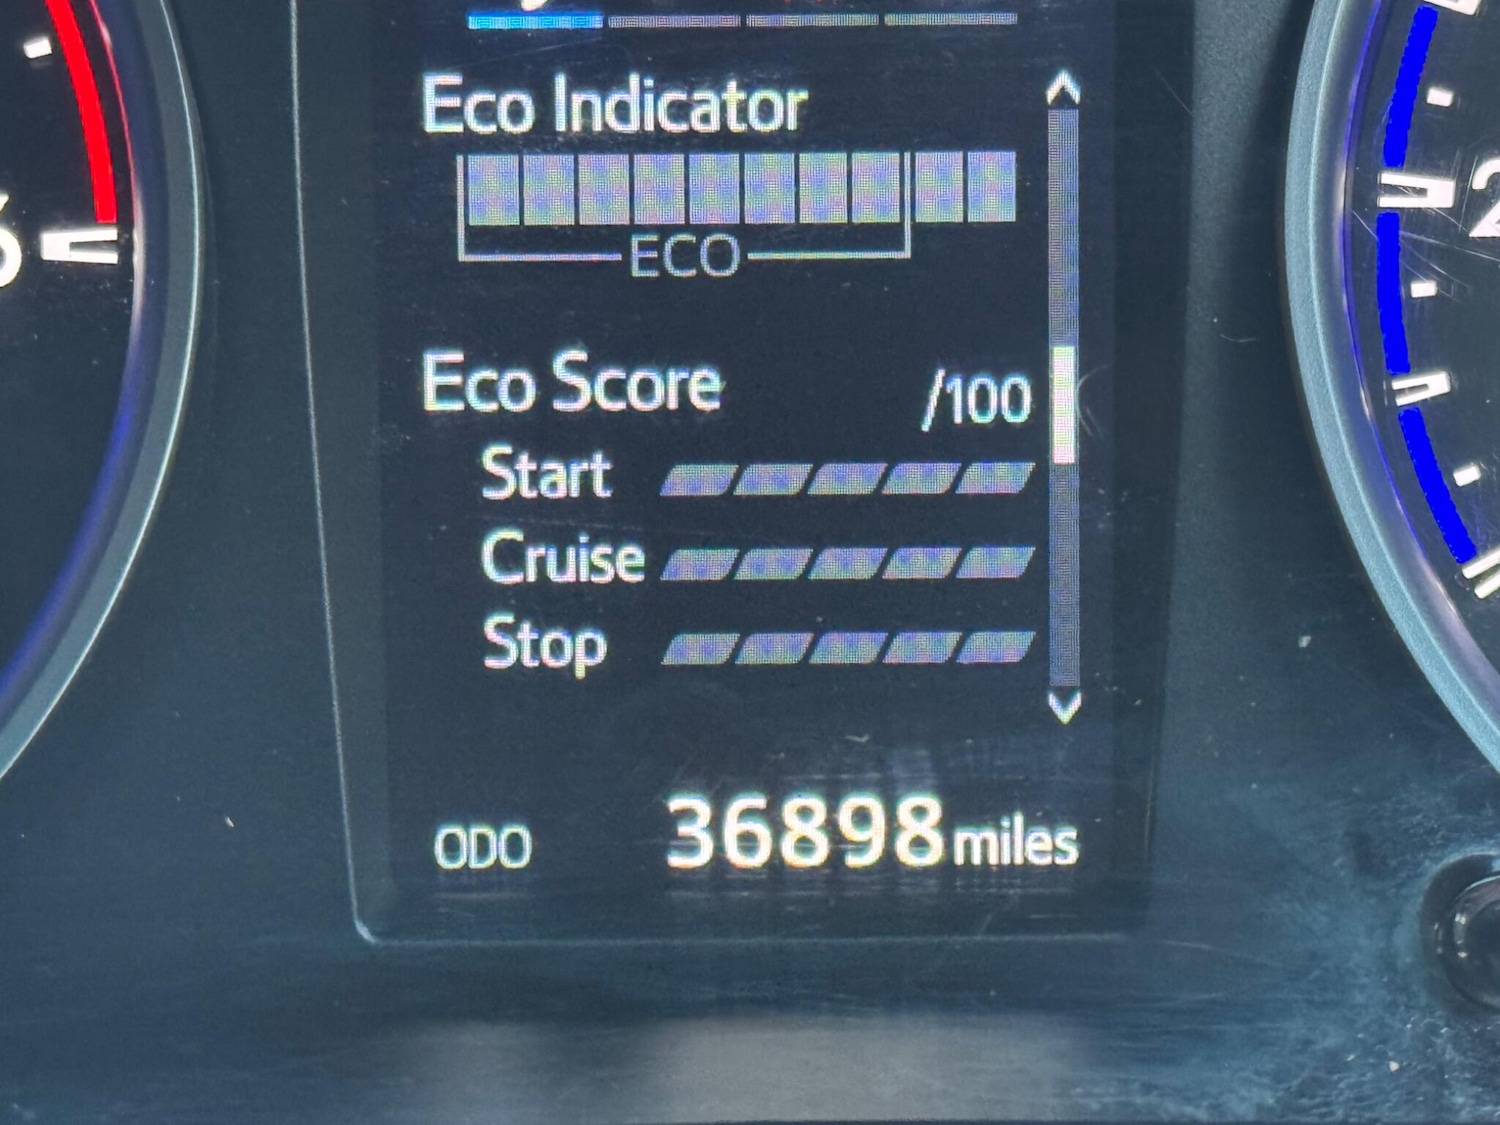 Eco Indicator
ECO
Eco Score /100
Start
Cruise
Stop
ODO 36898 miles